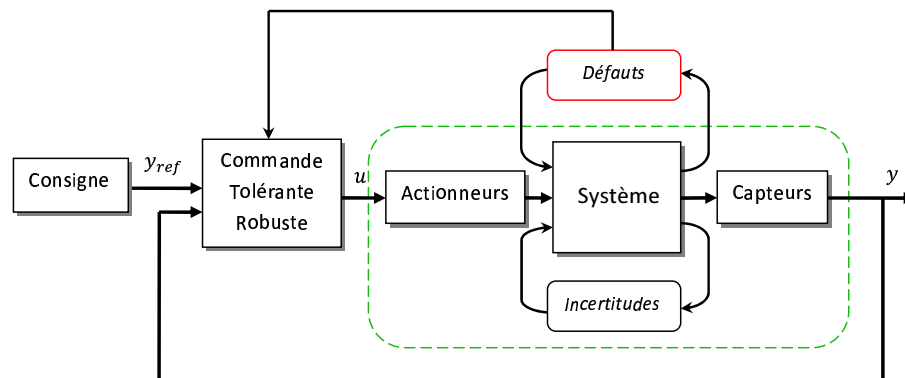 Défauts
Consigne
y_ref
Commande
Tolérante
Robuste
u
Actionneurs
Système
Capteurs
y
Incertitudes